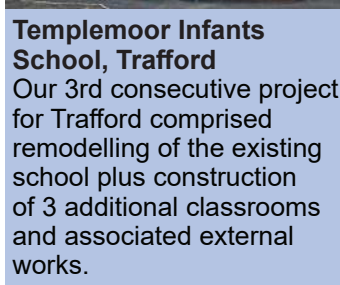 Templemoor Infants
School, Trafford
Our 3rd consecutive project
for Trafford comprised
remodelling of the existing
school plus construction
of 3 additional classrooms
and associated external
works.